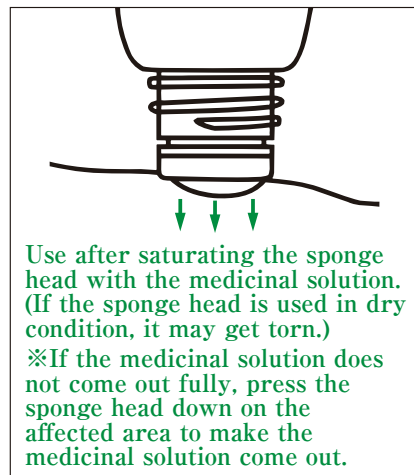 Use after saturating the sponge
head with the medicinal solution.
(If the sponge head is used in dry
condition, it may get torn.)
※If the medicinal solution does
not come out fully, press the
sponge head down on the
affected area to make the
medicinal solution come out.